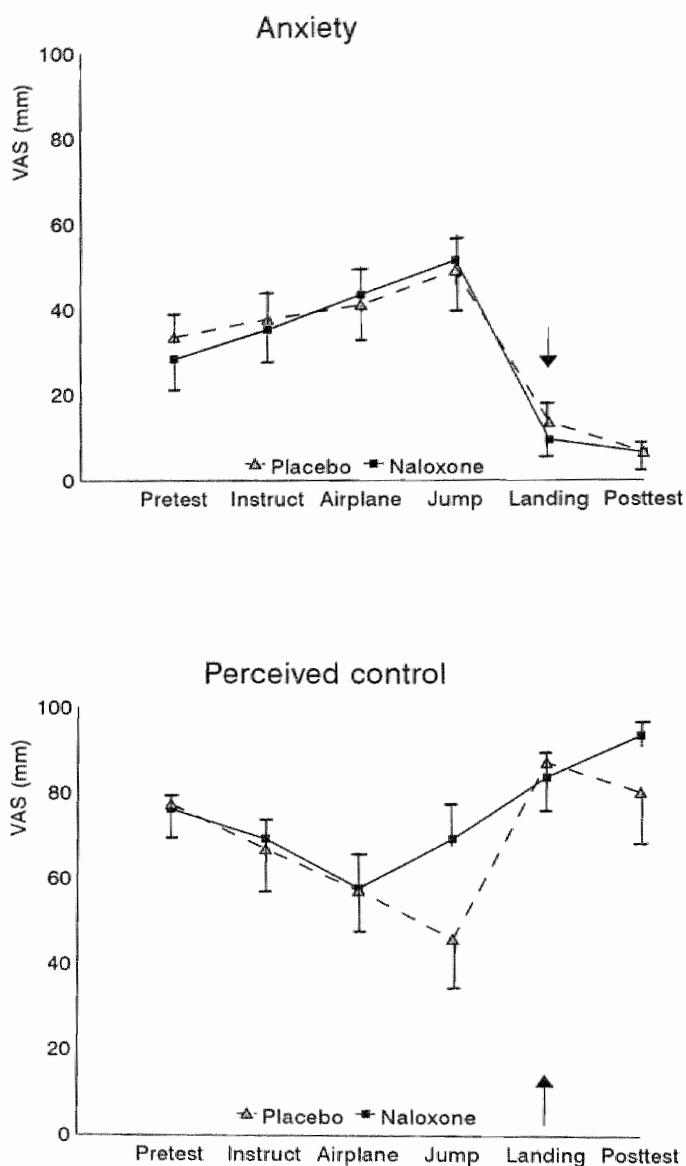 Anxiety
100
80
60
40
20
0
VAS (mm)
Placebo Naloxone
Pretest Instruct Airplane Jump Landing Posttest
Perceived control
100
80
60
40
20
0
VAS (mm)
Placebo Naloxone
Pretest Instruct Airplane Jump Landing Posttest